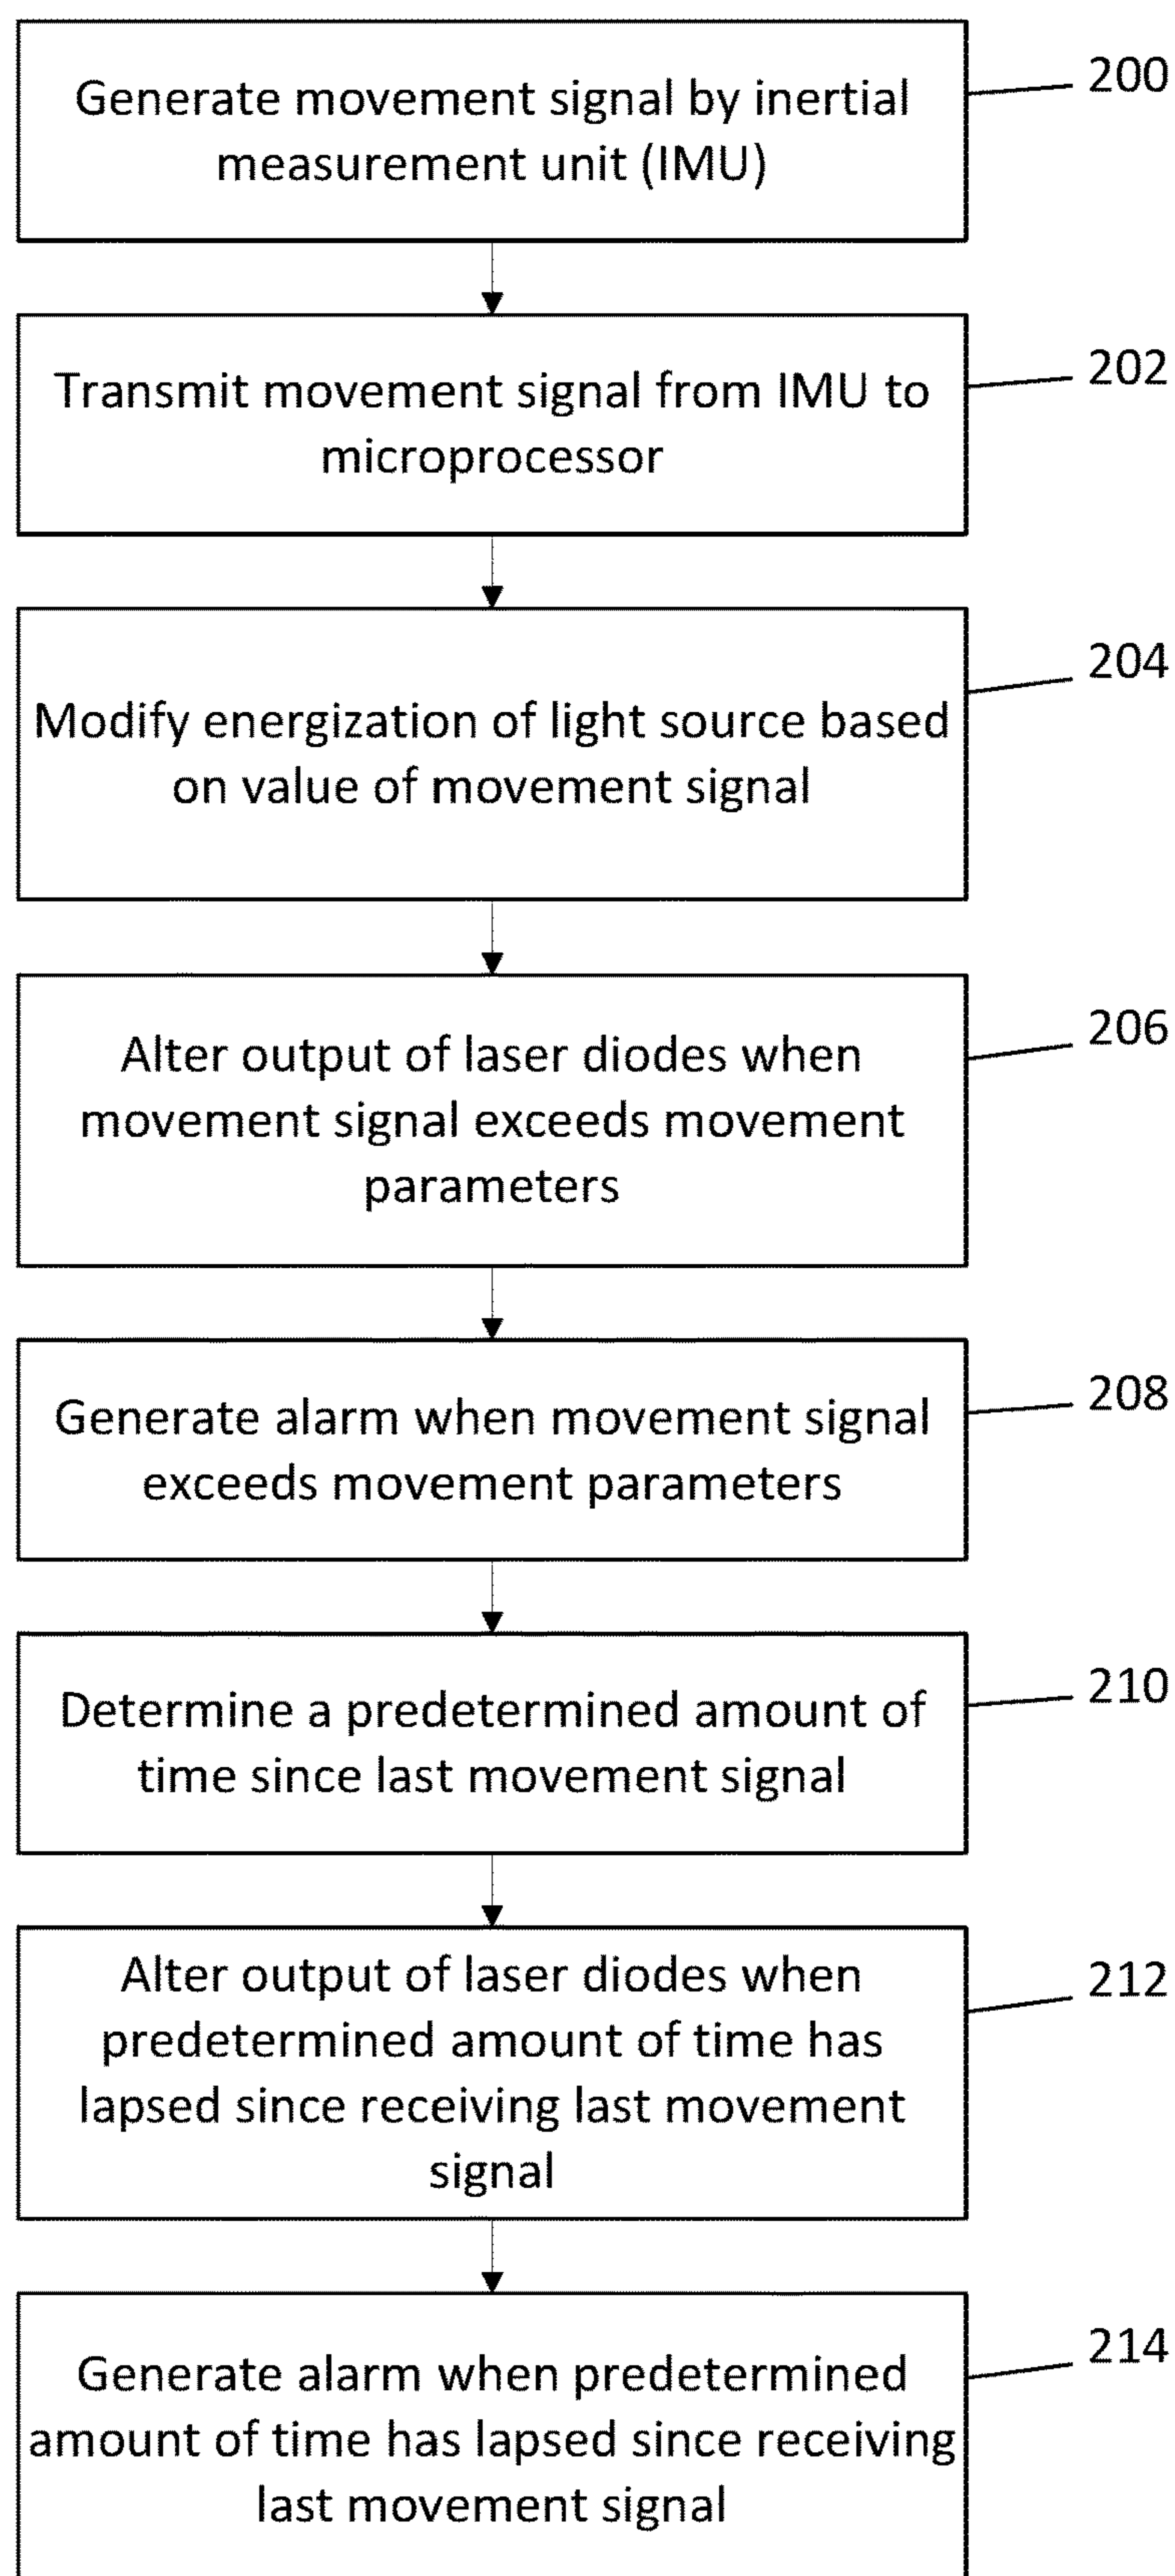 Generate movement signal by inertial
measurement unit (IMU)
200
Transmit movement signal from IMU to
microprocessor
202
Modify energization of light source based
on value of movement signal
204
Alter output of laser diodes when
movement signal exceeds movement
parameters
206
Generate alarm when movement signal
exceeds movement parameters
208
Determine a predetermined amount of
time since last movement signal
210
Alter output of laser diodes when
predetermined amount of time has
lapsed since receiving last movement
signal
212
Generate alarm when predetermined
amount of time has lapsed since receiving
last movement signal
214